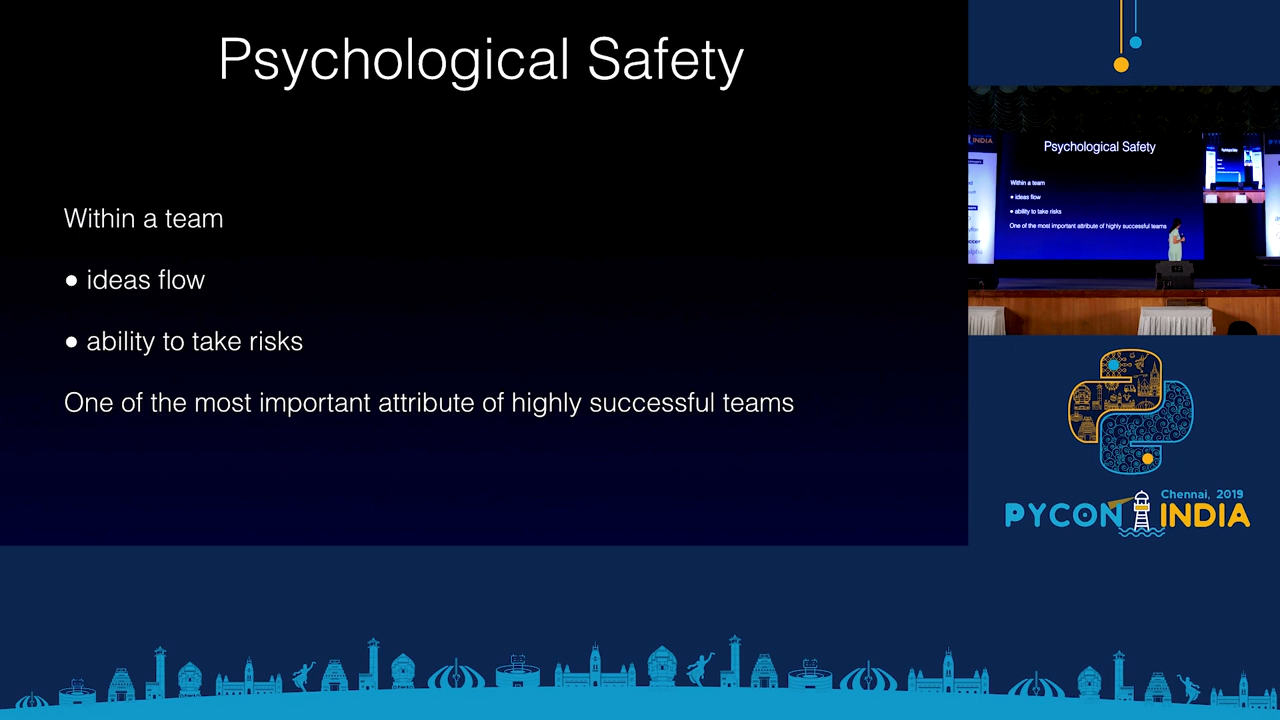 Psychological Safety
Within a team
● ideas flow
● ability to take risks
One of the most important attribute of highly successful teams
INDIA
Psychological Safety
Within a team
● ideas flow
● ability to take risks
One of the most important attribute of highly successful teams
Chennai, 2019
PYCON INDIA